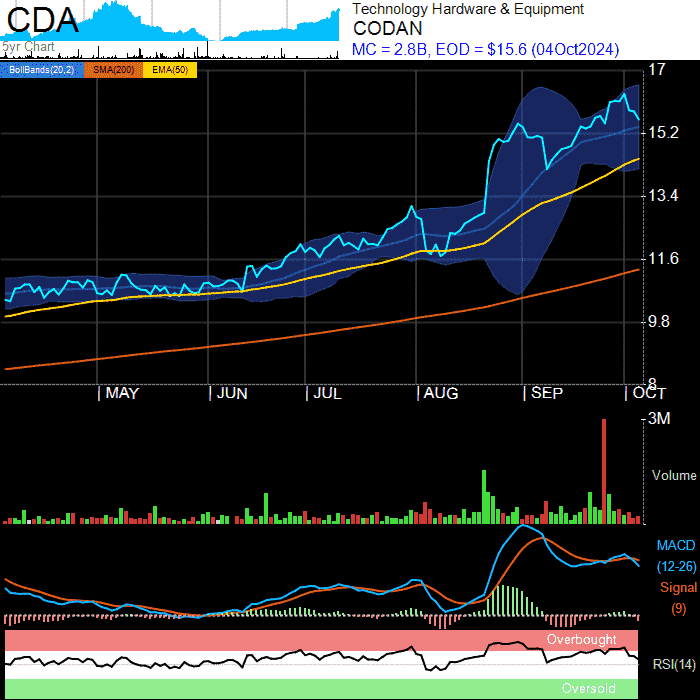 CDA
Technology Hardware & Equipment
CODAN
5yr Chart
MC = 2.8B, EOD = $15.6 (04Oct2024)
BollBands(20,2) SMA(200) EMA(50)
17
15.2
13.4
11.6
9.8
8
MAY JUN JUL AUG SEP OCT
3M
Volume
MACD
(12-26)
Signal
(9)
Overbought
RSI(14)
Oversold